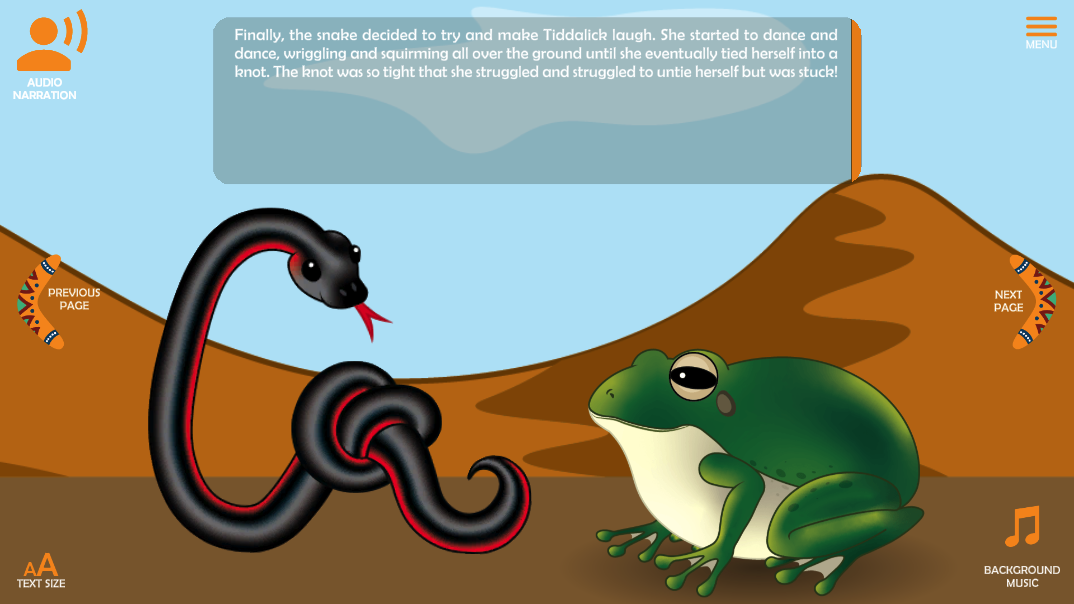 Finally, the snake decided to try and make Tiddalick laugh. She started to dance and
dance, wriggling and squirming all over the ground until she eventually tied herself into a
knot. The knot was so tight that she struggled and struggled to untie herself but was stuck!
AUDIO
NARRATION
MENU
PREVIOUS
PAGE
NEXT
PAGE
AA
TEXT SIZE
BACKGROUND
MUSIC